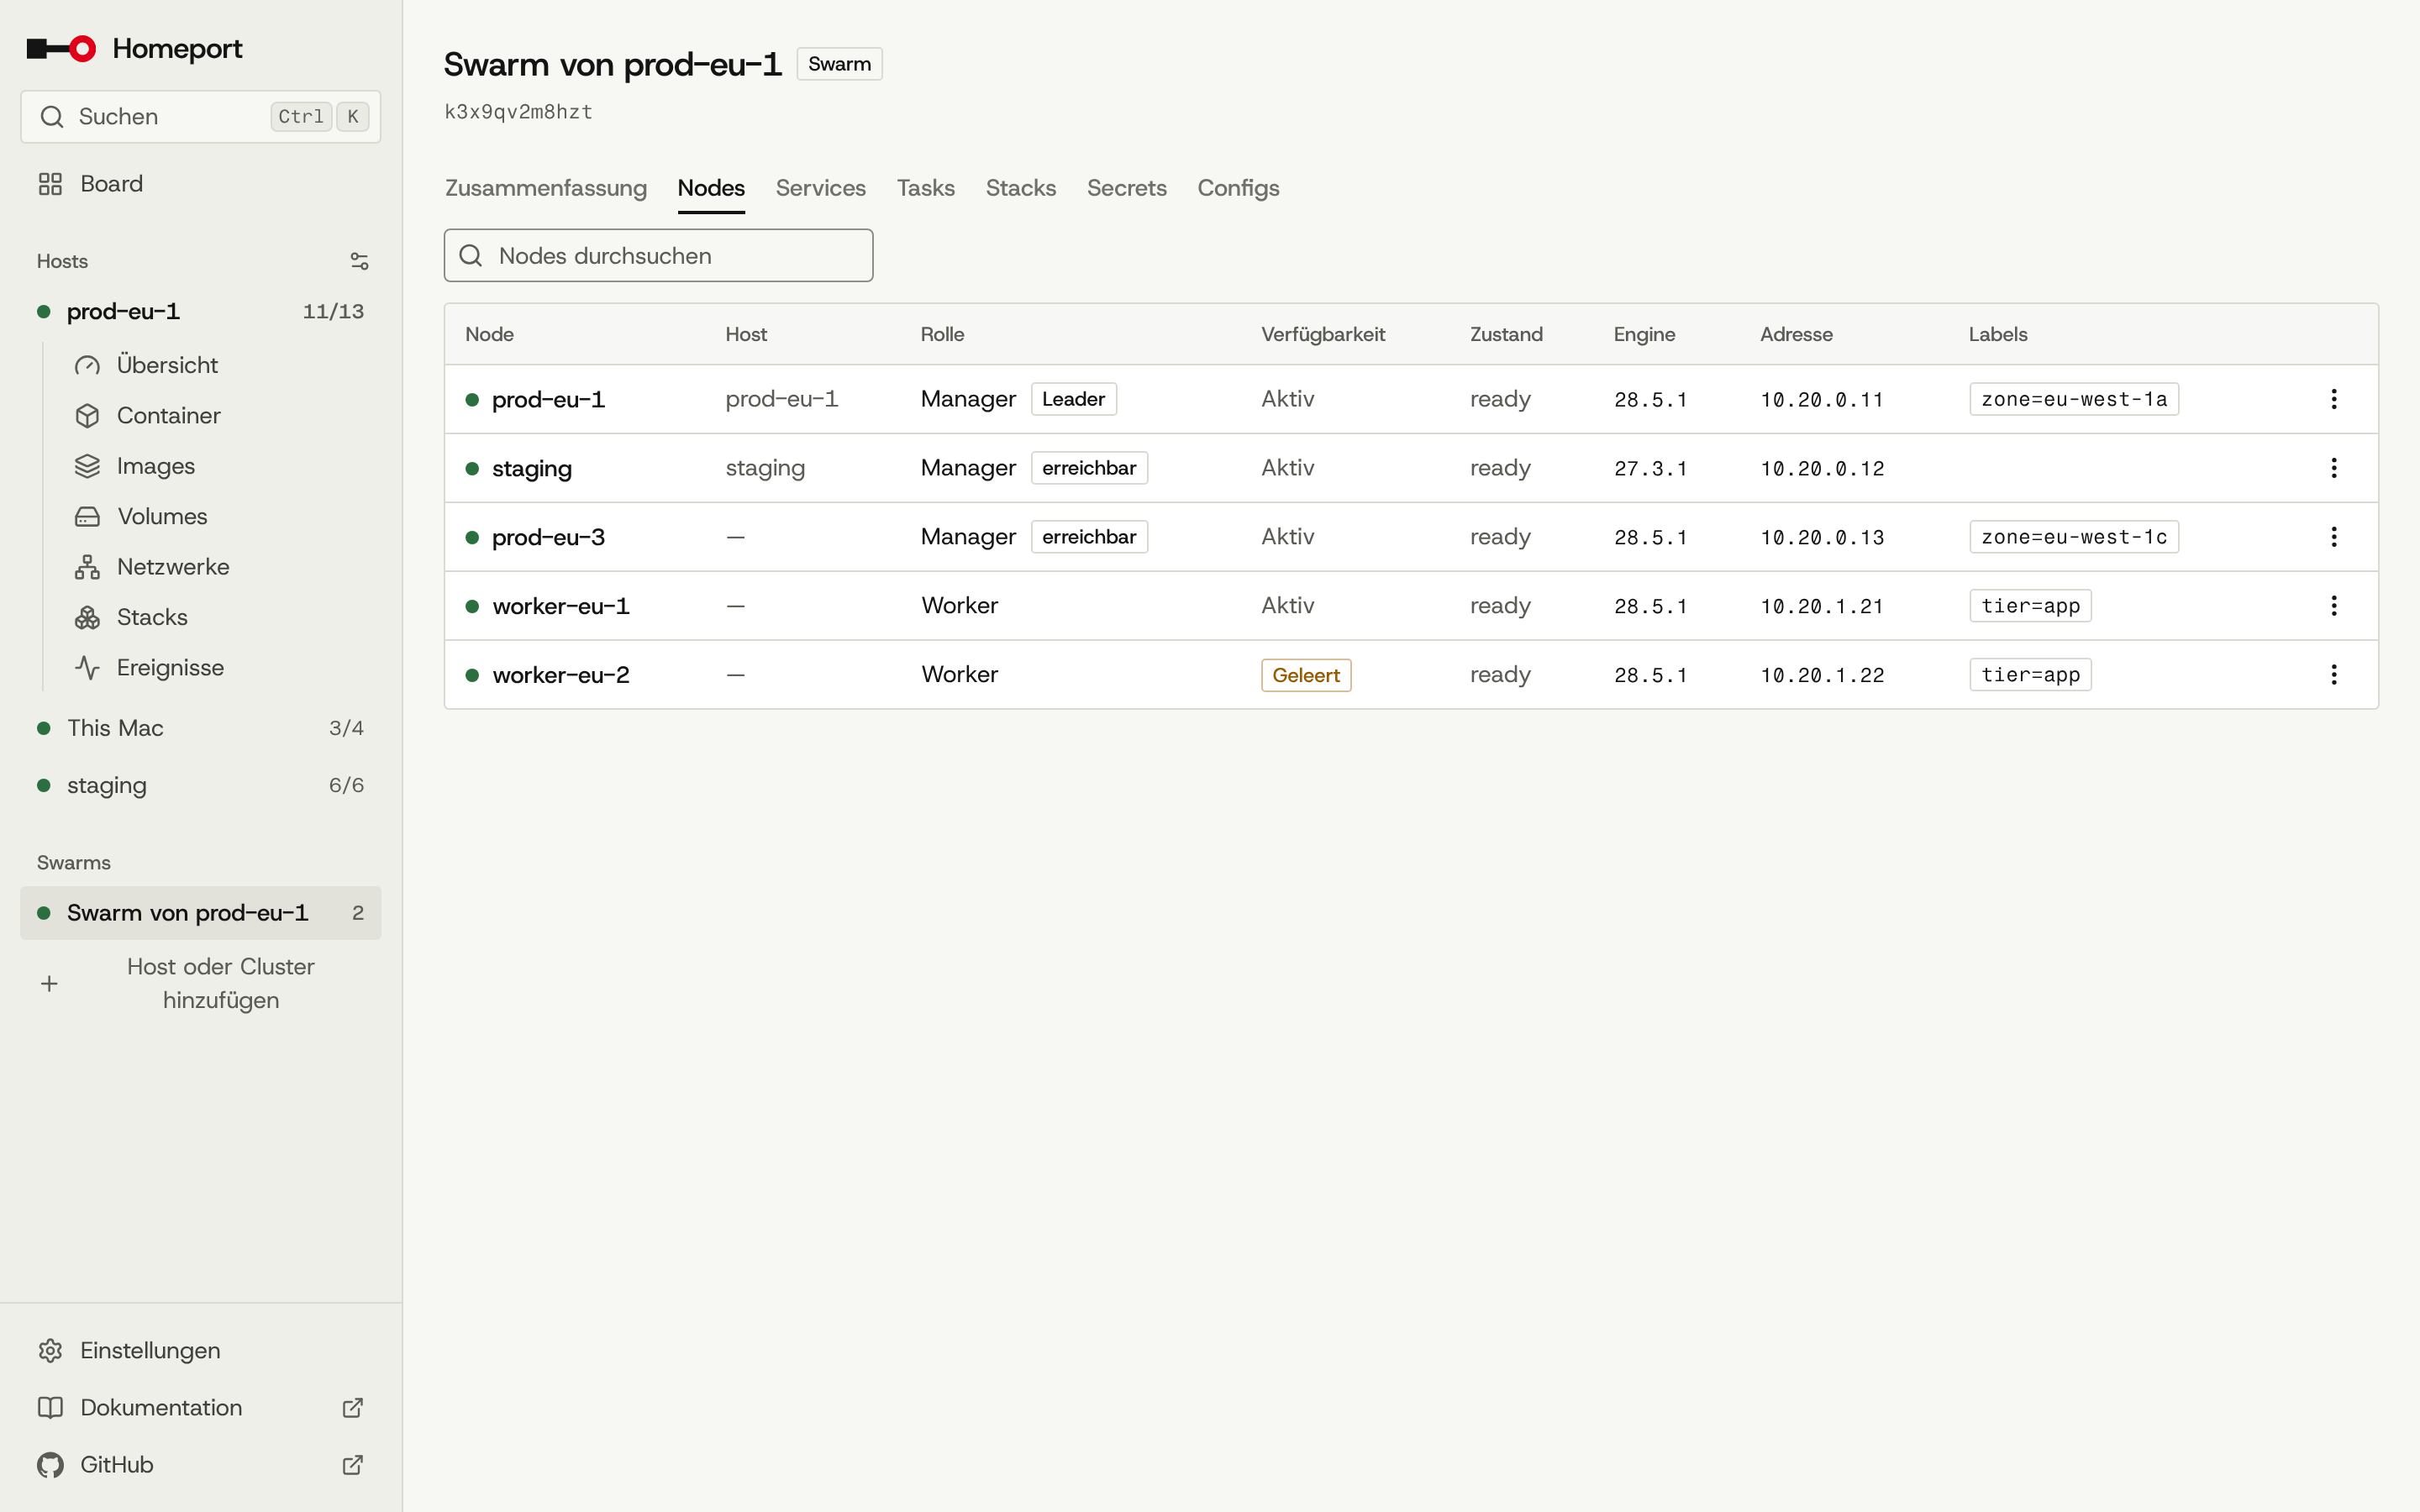 Homeport
Suchen Ctrl K
Board
Hosts
prod-eu-1 11/13
Übersicht
Container
Images
Volumes
Netzwerke
Stacks
Ereignisse
This Mac 3/4
staging 6/6
Swarms
Swarm von prod-eu-1 2
Host oder Cluster
hinzufügen
Einstellungen
Dokumentation
GitHub
Swarm von prod-eu-1 Swarm
k3x9qv2m8hzt
Zusammenfassung Nodes Services Tasks Stacks Secrets Configs
Nodes durchsuchen
Node Host Rolle Verfügbarkeit Zustand Engine Adresse Labels
prod-eu-1 prod-eu-1 Manager Leader Aktiv ready 28.5.1 10.20.0.11 zone=eu-west-1a
staging staging Manager erreichbar Aktiv ready 27.3.1 10.20.0.12
prod-eu-3 — Manager erreichbar Aktiv ready 28.5.1 10.20.0.13 zone=eu-west-1c
worker-eu-1 — Worker Aktiv ready 28.5.1 10.20.1.21 tier=app
worker-eu-2 — Worker Geleert ready 28.5.1 10.20.1.22 tier=app